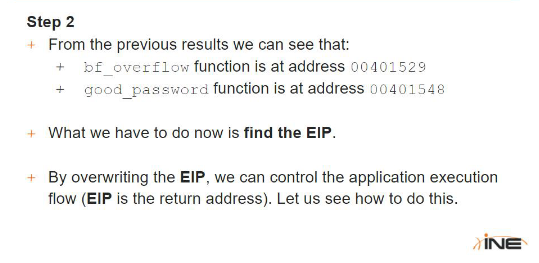 Step 2
+ From the previous results we can see that:
+ bf_overflow function is at address 00401529
+ good_password function is at address 00401548
+ What we have to do now is find the EIP.
+ By overwriting the EIP, we can control the application execution
flow (EIP is the return address). Let us see how to do this.
iNE